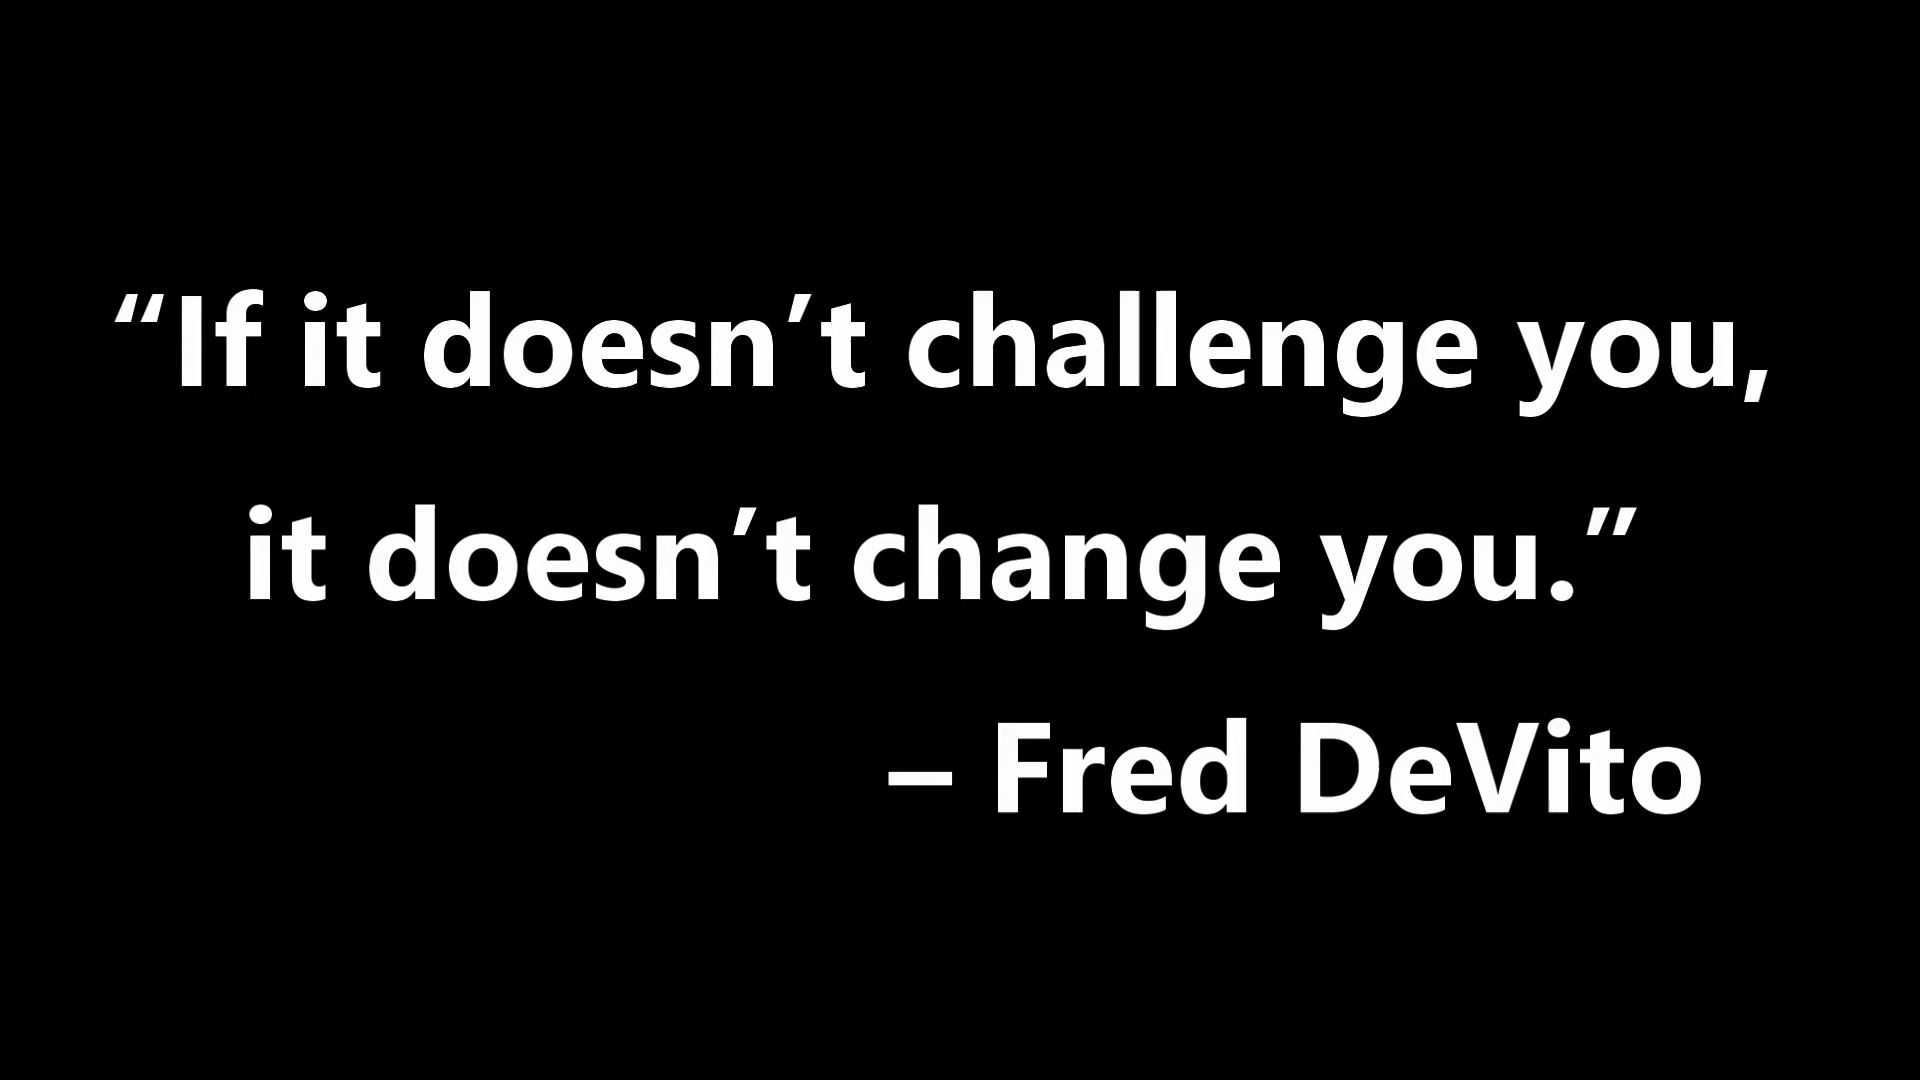 “If it doesn’t challenge you,
it doesn’t change you.”
– Fred DeVito